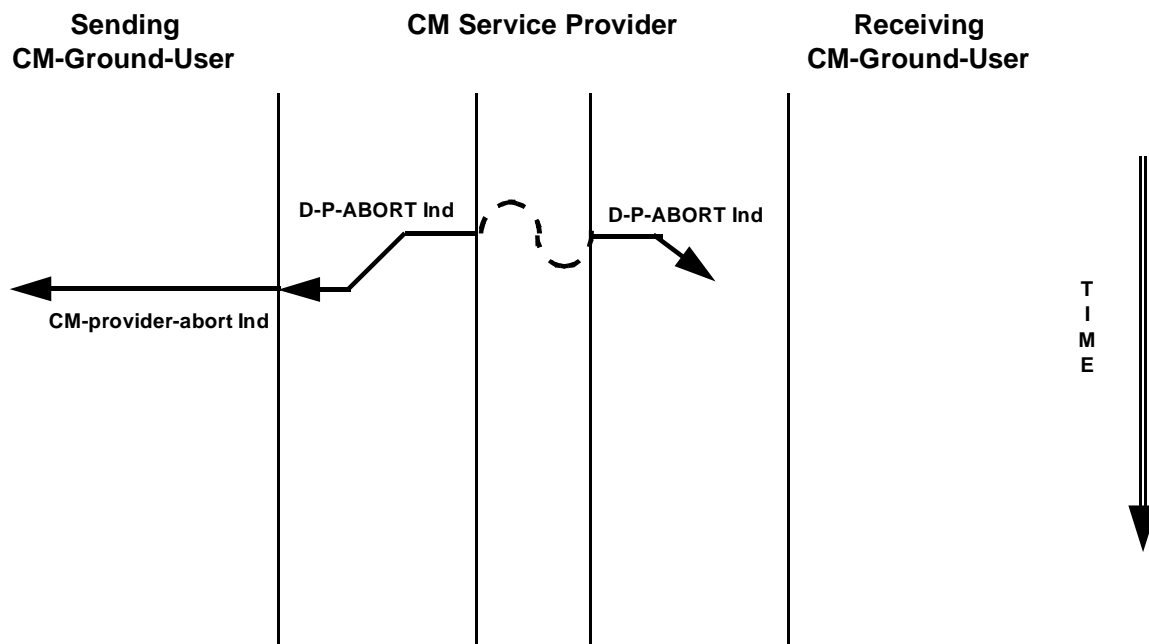 Sending
CM-Ground-User
CM Service Provider
Receiving
CM-Ground-User
D-P-ABORT Ind
D-P-ABORT Ind
CM-provider-abort Ind
T
I
M
E